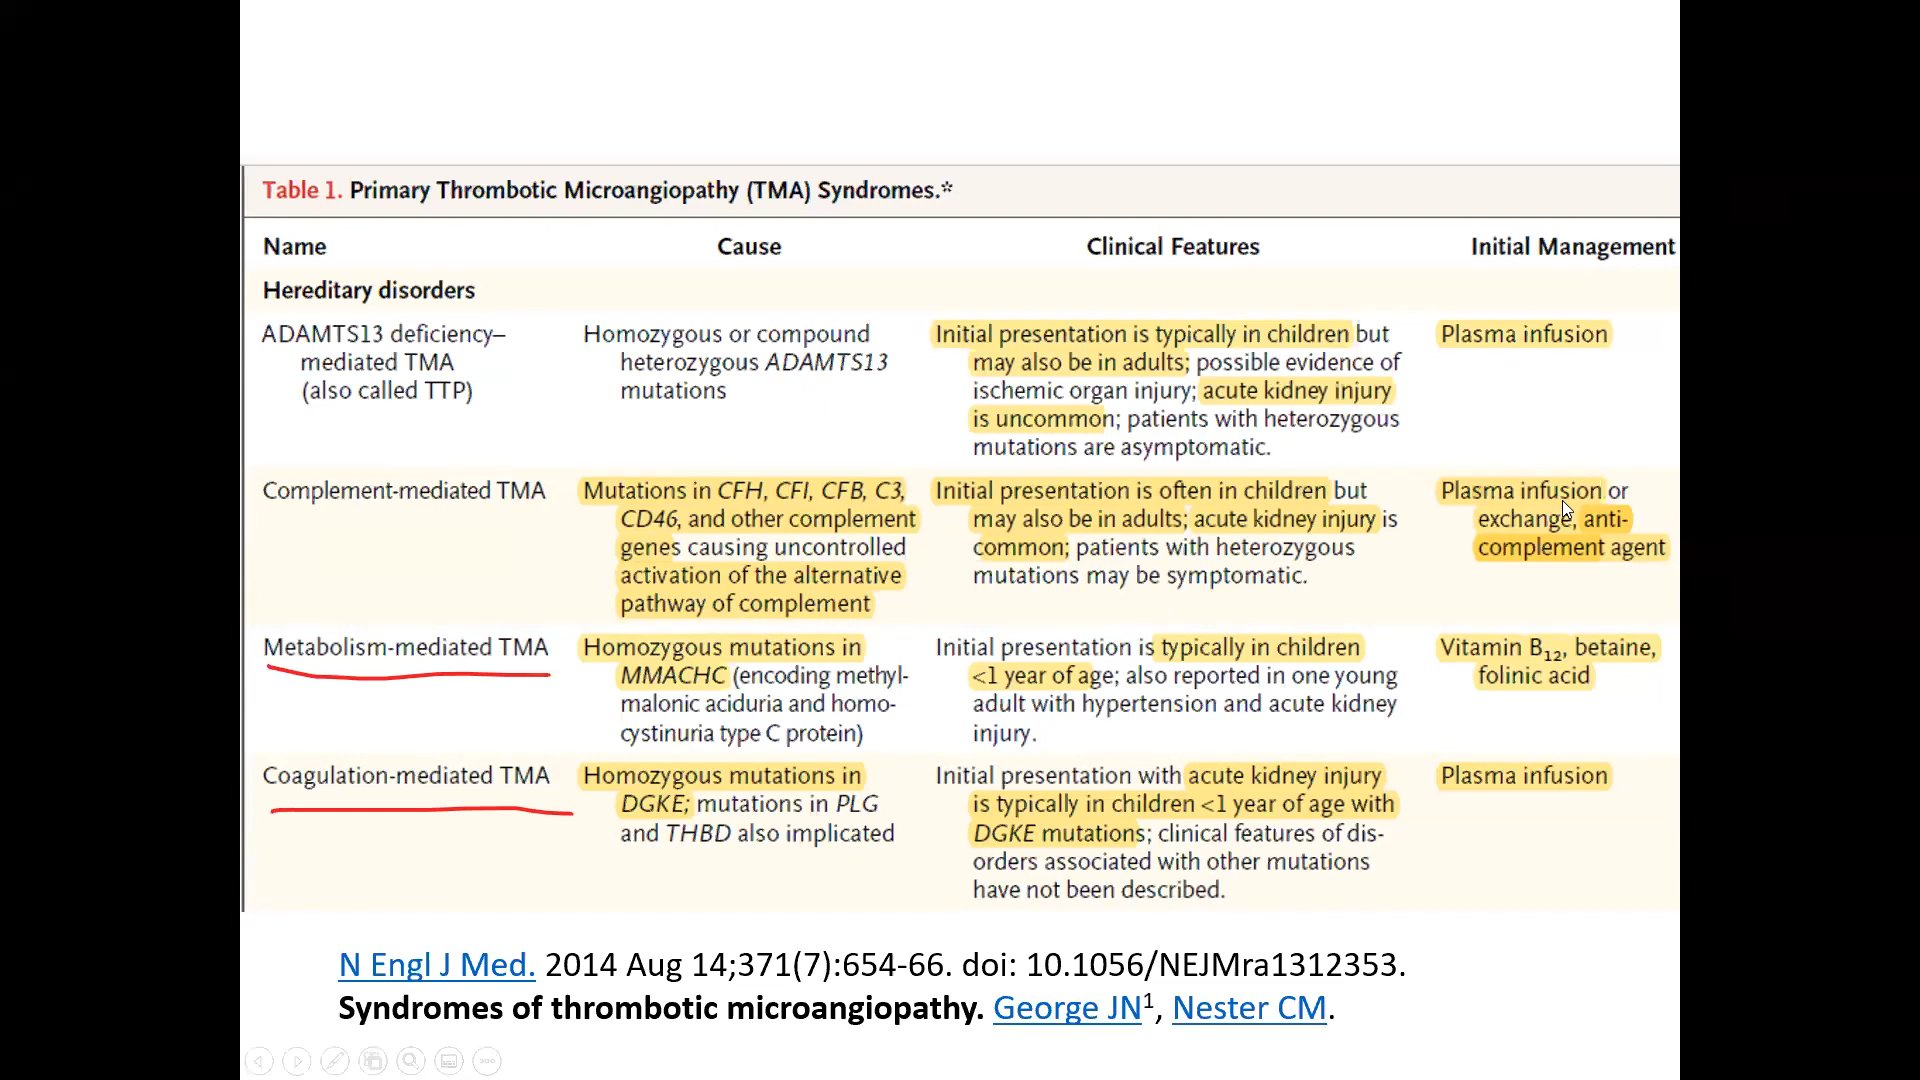 Table 1. Primary Thrombotic Microangiopathy (TMA) Syndromes.*
Name Cause Clinical Features Initial Management
Hereditary disorders
ADAMTS13 deficiency–
mediated TMA
(also called TTP)
Homozygous or compound
heterozygous ADAMTS13
mutations
Initial presentation is typically in children but
may also be in adults; possible evidence of
ischemic organ injury; acute kidney injury
is uncommon; patients with heterozygous
mutations are asymptomatic.
Plasma infusion
Complement-mediated TMA
Mutations in CFH, CFI, CFB, C3,
CD46, and other complement
genes causing uncontrolled
activation of the alternative
pathway of complement
Initial presentation is often in children but
may also be in adults; acute kidney injury is
common; patients with heterozygous
mutations may be symptomatic.
Plasma infusion or
exchange, anti-
complement agent
Metabolism-mediated TMA
Homozygous mutations in
MMACHC (encoding methyl-
malonic aciduria and homo-
cystinuria type C protein)
Initial presentation is typically in children
<1 year of age; also reported in one young
adult with hypertension and acute kidney
injury.
Vitamin B12, betaine,
folinic acid
Coagulation-mediated TMA
Homozygous mutations in
DGKE; mutations in PLG
and THBD also implicated
Initial presentation with acute kidney injury
is typically in children <1 year of age with
DGKE mutations; clinical features of dis-
orders associated with other mutations
have not been described.
Plasma infusion
N Engl J Med. 2014 Aug 14;371(7):654-66. doi: 10.1056/NEJMra1312353.
Syndromes of thrombotic microangiopathy. George JN1, Nester CM.